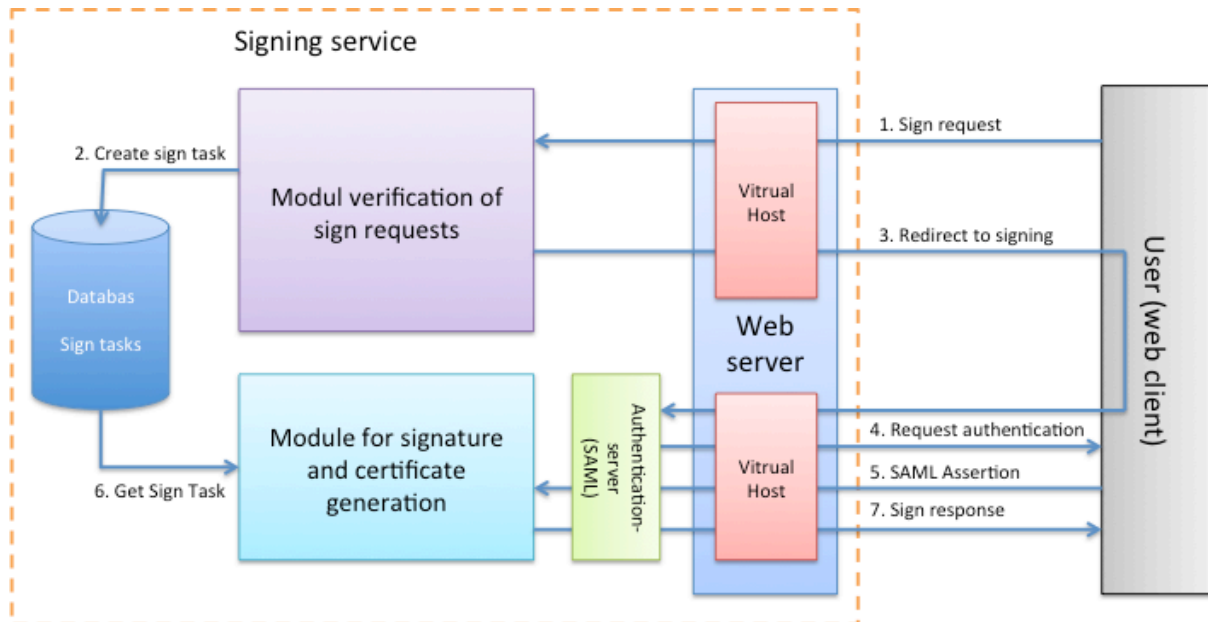 Signing service
1. Sign request
2. Create sign task
Modul verification of
sign requests
Vitrual
Host
3. Redirect to signing
Databas
Sign tasks
Web
server
User (web client)
Authentication-
server
(SAML)
Module for signature
and certificate
generation
Vitrual
Host
4. Request authentication
5. SAML Assertion
6. Get Sign Task
7. Sign response